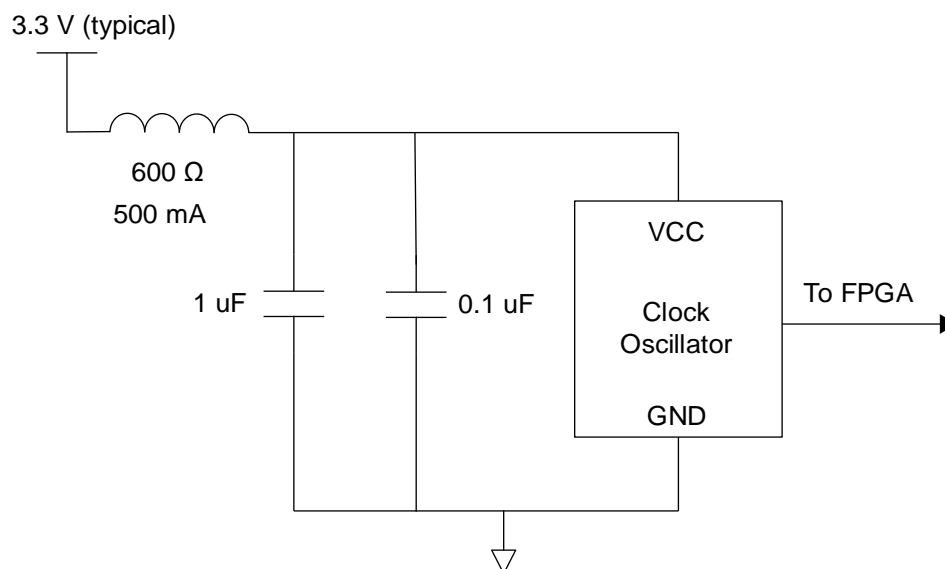 3.3 V (typical)
600 Ω
500 mA
1 uF
0.1 uF
VCC
Clock
Oscillator
GND
To FPGA